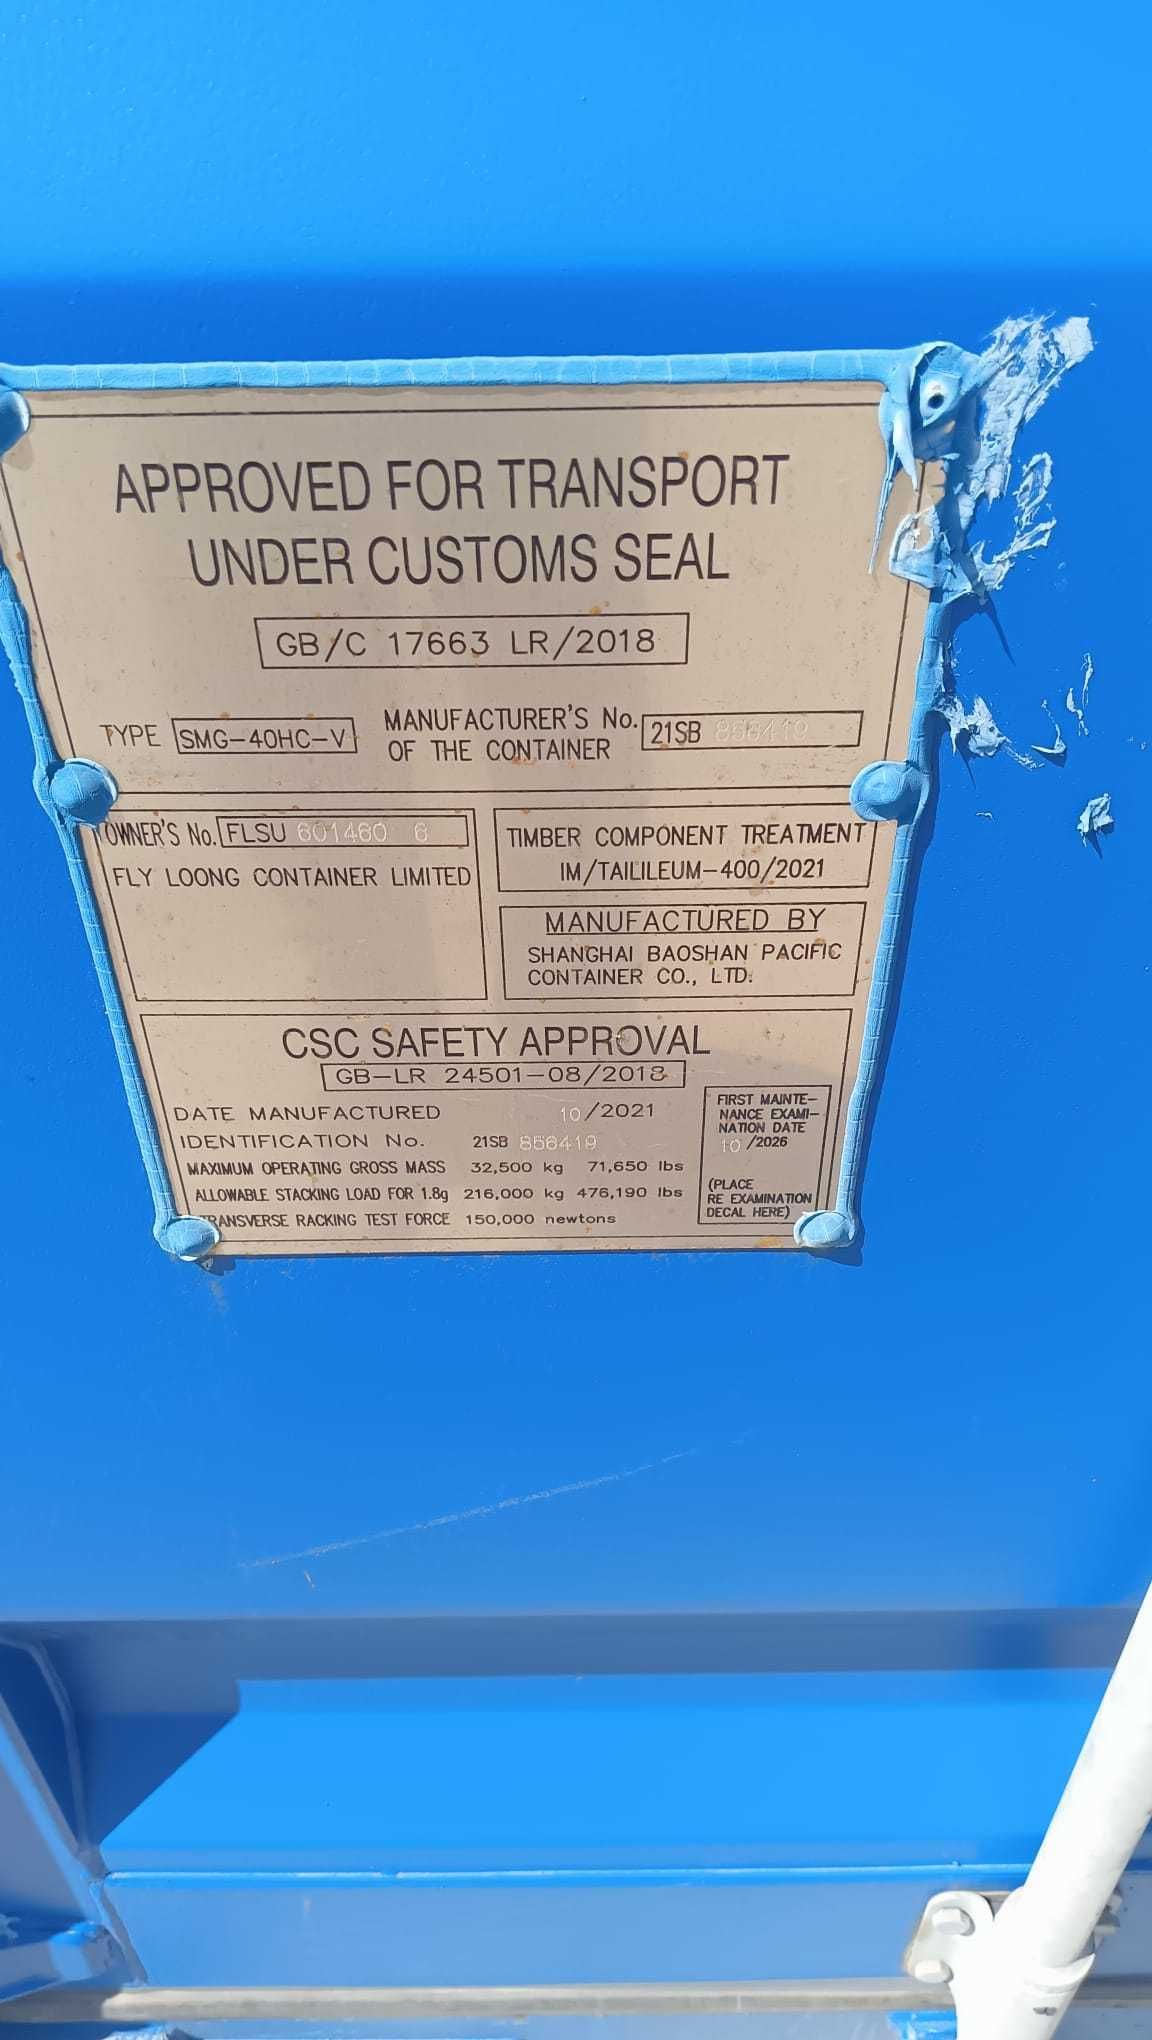 APPROVED FOR TRANSPORT
UNDER CUSTOMS SEAL
GB/C 17663 LR/2018
TYPE SMG-40HC-V
MANUFACTURER'S No.
OF THE CONTAINER
21SB 856419
OWNER'S No. FLSU 601460 6
FLY LOONG CONTAINER LIMITED
TIMBER COMPONENT TREATMENT
IM/TAILILEUM-400/2021
MANUFACTURED BY
SHANGHAI BAOSHAN PACIFIC
CONTAINER CO., LTD.
CSC SAFETY APPROVAL
GB-LR 24501-08/2018
DATE MANUFACTURED 10/2021
IDENTIFICATION No. 21SB 856419
MAXIMUM OPERATING GROSS MASS 32,500 kg 71,650 lbs
ALLOWABLE STACKING LOAD FOR 1.8g 216,000 kg 476,190 lbs
TRANSVERSE RACKING TEST FORCE 150,000 newtons
FIRST MAINTE-
NANCE EXAMI-
NATION DATE
10/2026
(PLACE
RE EXAMINATION
DECAL HERE)